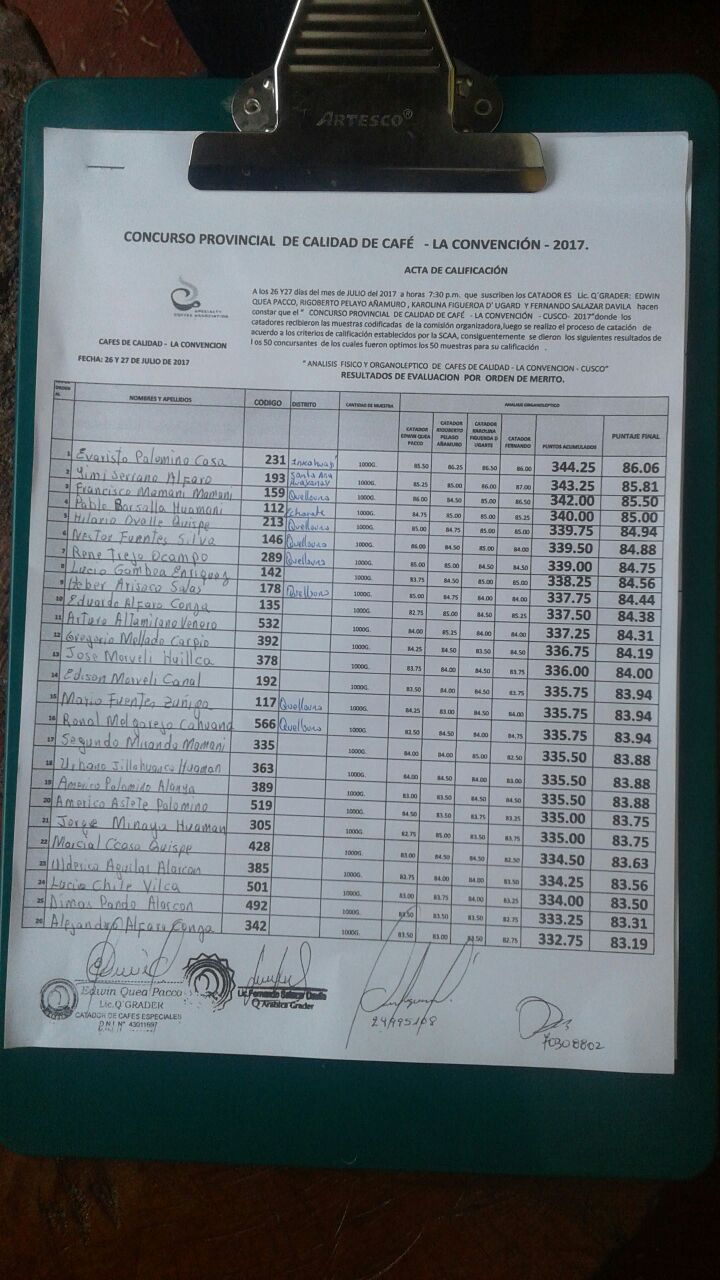 ARTESCO®
CONCURSO PROVINCIAL DE CALIDAD DE CAFÉ - LA CONVENCIÓN - 2017.
ACTA DE CALIFICACIÓN
SPECIALTY
COFFEE ASSOCIATION
CAFES DE CALIDAD - LA CONVENCION
FECHA: 26 Y 27 DE JULIO DE 2017
A los 26 Y27 días del mes de JULIO del 2017 a horas 7:30 p.m. que suscriben los CATADOR ES Lic. Q´GRADER: EDWIN
QUEA PACCO, RIGOBERTO PELAYO AÑAMURO , KAROLINA FIGUEROA D' UGARD Y FERNANDO SALAZAR DAVILA hacen
constar que el " CONCURSO PROVINCIAL DE CALIDAD DE CAFÉ - LA CONVENCIÓN - CUSCO- 2017"donde los
catadores recibieron las muestras codificadas de la comisión organizadora,luego se realizo el proceso de catación de
acuerdo a los criterios de calificación establecidos por la SCAA, consiguientemente se dieron los siguientes resultados de
l os 50 concursantes de los cuales fueron optimos los 50 muestras para su calificación .
" ANALISIS FISICO Y ORGANOLEPTICO DE CAFES DE CALIDAD - LA CONVENCION - CUSCO"
RESULTADOS DE EVALUACION POR ORDEN DE MERITO.
NOMBRES Y APELLIDOS CODIGO DISTRITO CANTIDAD DE MUESTRA ANALISIS ORGANOLEPTICO
CATADOR EDWIN QUEA PACCO CATADOR RIGOBERTO PELAGO AÑAMURO CATADOR KAROLINA FIGUENDA D UGARTE CATADOR FERNANDO PUNTOS ACUMULADOS PUNTAJE FINAL
1 Evaristo Palomino Casa 231 Inkahuasi 1000G. 85.50 86.25 86.50 86.00 344.25 86.06
2 Yimi Serrano Alfaro 193 Santa Ana 1000G. 85.25 85.00 86.00 87.00 343.25 85.81
3 Francisco Mamani Mamani 159 Quellouno 1000G. 86.00 84.50 85.00 86.50 342.00 85.50
4 Pablo Barsalla Huamani 112 Echarate 1000G. 84.75 85.00 85.00 85.25 340.00 85.00
5 Hilario Ovalle Quispe 213 Quellouno 1000G. 85.00 84.75 85.00 85.00 339.75 84.94
6 Nestor Fuentes Silva 146 Quellouno 1000G. 86.00 84.50 85.00 84.00 339.50 84.88
7 Rene Trejo Ocampo 289 Quellouno 1000G. 85.00 84.00 85.00 85.00 339.00 84.75
8 Lucio Gamboa Enriquez 142 1000G. 83.75 84.50 85.00 85.00 338.25 84.56
9 Heber Arisaca Salas 178 Quellouno 1000G. 85.00 84.75 84.00 84.00 337.75 84.44
10 Eduardo Alfaro Conga 135 1000G. 82.75 85.00 84.50 85.25 337.50 84.38
11 Arturo Altamirano Venero 532 1000G. 84.00 85.25 84.00 84.00 337.25 84.31
12 Gregorio Mellado Carpio 392 1000G. 84.25 84.50 83.50 84.50 336.75 84.19
13 Jose Morveli Huillca 378 1000G. 83.75 84.00 84.50 83.75 336.00 84.00
14 Edison Morveli Canal 192 1000G. 83.50 84.00 84.50 83.75 335.75 83.94
15 Mario Fuentes Zuñiga 117 Quellouno 1000G. 84.25 83.00 84.50 84.00 335.75 83.94
16 Ronal Melgarejo Cahuana 566 Quellouno 1000G. 82.50 84.50 84.00 84.75 335.75 83.94
17 Segundo Miranda Mamani 335 1000G. 84.00 84.00 85.00 82.50 335.50 83.88
18 Urbano Jillahuanca Huaman 363 1000G. 84.00 84.50 84.00 83.00 335.50 83.88
19 Americo Palomino Alanya 389 1000G. 84.00 83.00 84.50 84.00 335.50 83.88
20 Americo Astete Palomino 519 1000G. 84.50 83.50 83.75 83.25 335.00 83.75
21 Jorge Minaya Huaman 305 1000G. 82.75 85.00 83.50 83.75 335.00 83.75
22 Marcial Ccasa Quispe 428 1000G. 83.00 84.50 84.50 82.50 334.50 83.63
23 Ulderico Aguilar Alarcon 385 1000G. 82.75 84.00 84.00 83.50 334.25 83.56
24 Lucio Chile Vilca 501 1000G. 83.00 83.75 84.00 83.25 334.00 83.50
25 Dimas Pando Alarcon 492 1000G. 83.50 83.50 83.50 82.75 333.25 83.31
26 Alejandro Alfaro Conga 342 1000G. 83.50 83.00 83.50 82.75 332.75 83.19
Edwin Quea Pacco
Lic. Q'GRADER
CATADOR DE CAFES ESPECIALES
D.N.I N° 43011697
Lic. Fernando Salazar Davila
Q Arabica Grader
70308802